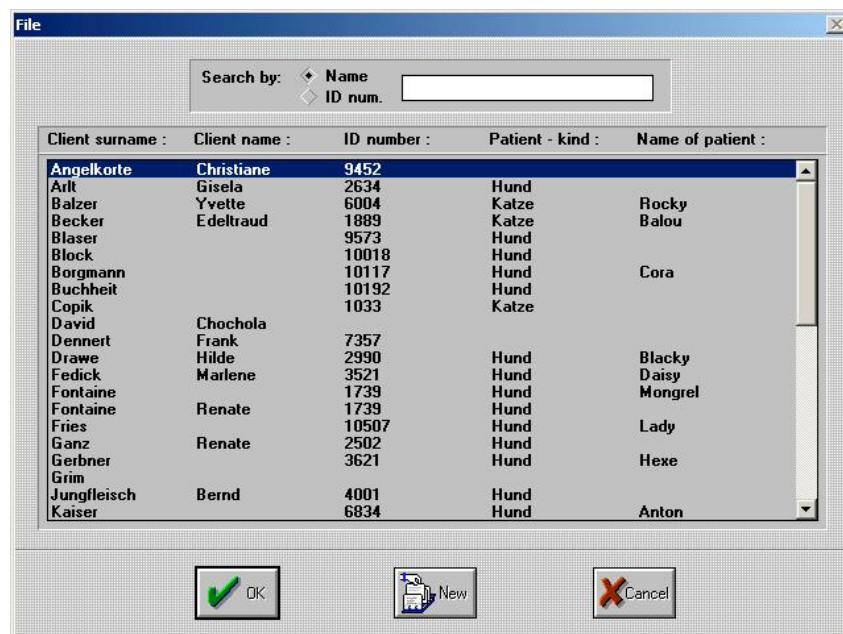 File
Search by: Name
ID num.
Client surname : Client name : ID number : Patient - kind : Name of patient :
Angelkorte Christiane 9452
Arlt Gisela 2634 Hund
Balzer Yvette 6004 Katze Rocky
Becker Edeltraud 1889 Katze Balou
Blaser 9573 Hund
Block 10018 Hund
Borgmann 10117 Hund Cora
Buchheit 10192 Hund
Copik 1033 Katze
David Chochola
Dennert Frank 7357
Drawe Hilde 2990 Hund Blacky
Fedick Marlene 3521 Hund Daisy
Fontaine 1739 Hund Mongrel
Fontaine Renate 1739 Hund
Fries 10507 Hund Lady
Ganz Renate 2502 Hund
Gerbner 3621 Hund Hexe
Grim
Jungfleisch Bernd 4001 Hund
Kaiser 6834 Hund Anton
OK New Cancel